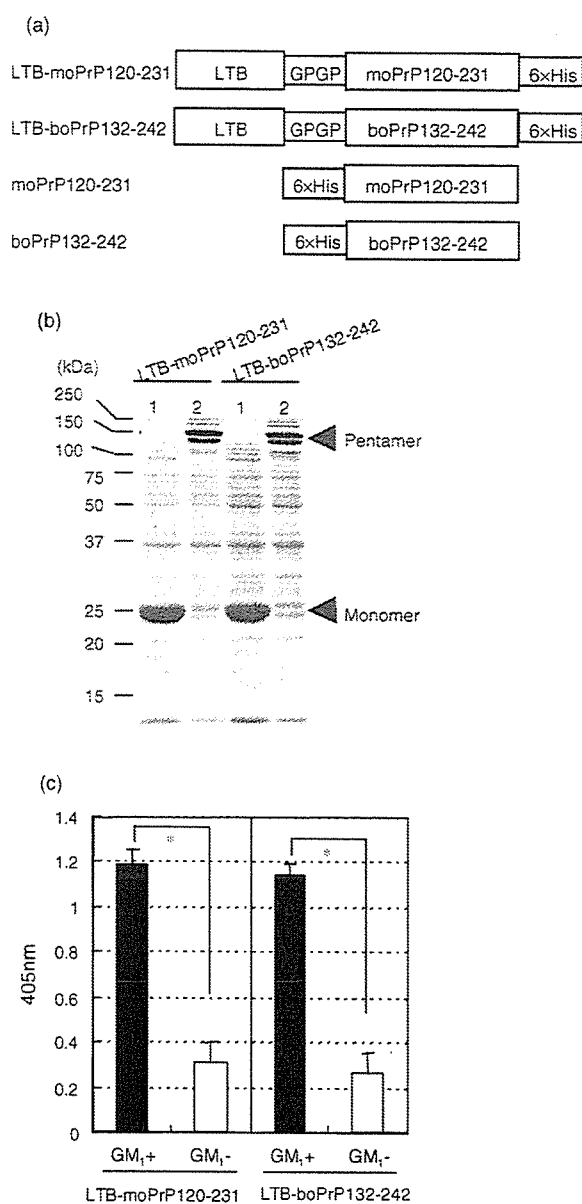 (a)
LTB-moPrP120-231 LTB GPGP moPrP120-231 6×His
LTB-boPrP132-242 LTB GPGP boPrP132-242 6×His
moPrP120-231 6×His moPrP120-231
boPrP132-242 6×His boPrP132-242
(b)
LTB-moPrP120-231 LTB-boPrP132-242
(kDa)
1 2 1 2
250
150
Pentamer
100
75
50
37
25 Monomer
20
15
(c)
405nm
1.4
1.2
1
0.8
0.6
0.4
0.2
0
* *
GM1+ GM1- GM1+ GM1-
LTB-moPrP120-231 LTB-boPrP132-242